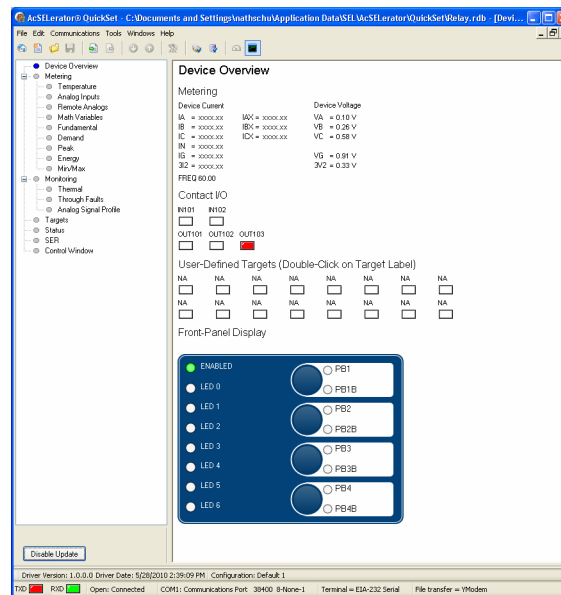 AcSELerator® QuickSet - C:\Documents and Settings\nathschu\Application Data\SEL\AcSELerator\QuickSet\Relay.rdb - [Devi...
File Edit Communications Tools Windows Help
Device Overview
Metering
Temperature
Analog Inputs
Remote Analogs
Math Variables
Fundamental
Demand
Peak
Energy
Min/Max
Monitoring
Thermal
Through Faults
Analog Signal Profile
Targets
Status
SER
Control Window
Disable Update
Device Overview
Metering
Device Current Device Voltage
IA = xxxx.xx IAX = xxxx.xx VA = 0.10 V
IB = xxxx.xx IBX = xxxx.xx VB = 0.26 V
IC = xxxx.xx ICX = xxxx.xx VC = 0.58 V
IN = xxxx.xx
IG = xxxx.xx VG = 0.91 V
3I2 = xxxx.xx 3V2 = 0.33 V
FREQ 60.00
Contact I/O
IN101 IN102
OUT101 OUT102 OUT103
User-Defined Targets (Double-Click on Target Label)
NA NA NA NA NA NA NA NA
NA NA NA NA NA NA NA NA
Front-Panel Display
ENABLED
LED 0
LED 1
LED 2
LED 3
LED 4
LED 5
LED 6
PB1
PB1B
PB2
PB2B
PB3
PB3B
PB4
PB4B
Driver Version: 1.0.0.0 Driver Date: 5/28/2010 2:39:09 PM Configuration: Default 1
TXD RXD Open: Connected COM1: Communications Port 38400 8-None-1 Terminal = EIA-232 Serial File transfer = YModem